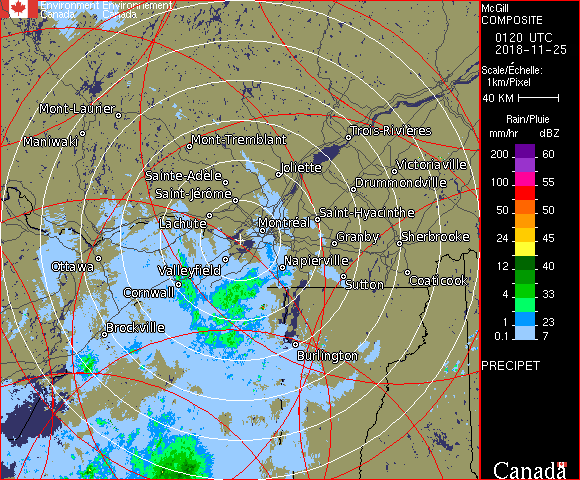 Environment Environnement
Canada Canada
McGill
COMPOSITE
0120 UTC
2018-11-25
Scale/Échelle:
1km/Pixel
40 KM
Rain/Pluie
mm/hr dBZ
200 60
100 55
50 50
24 45
12 40
4 33
1 23
0.1 7
PRECIPET
Canada
Mont-Laurier
Maniwaki
Mont-Tremblant
Trois-Rivières
Joliette
Victoriaville
Sainte-Adèle
Drummondville
Saint-Jérôme
Saint-Hyacinthe
Lachute
Montréal
Granby
Sherbrooke
Ottawa
Valleyfield
Napierville
Cornwall
Sutton
Coaticook
Brockville
Burlington